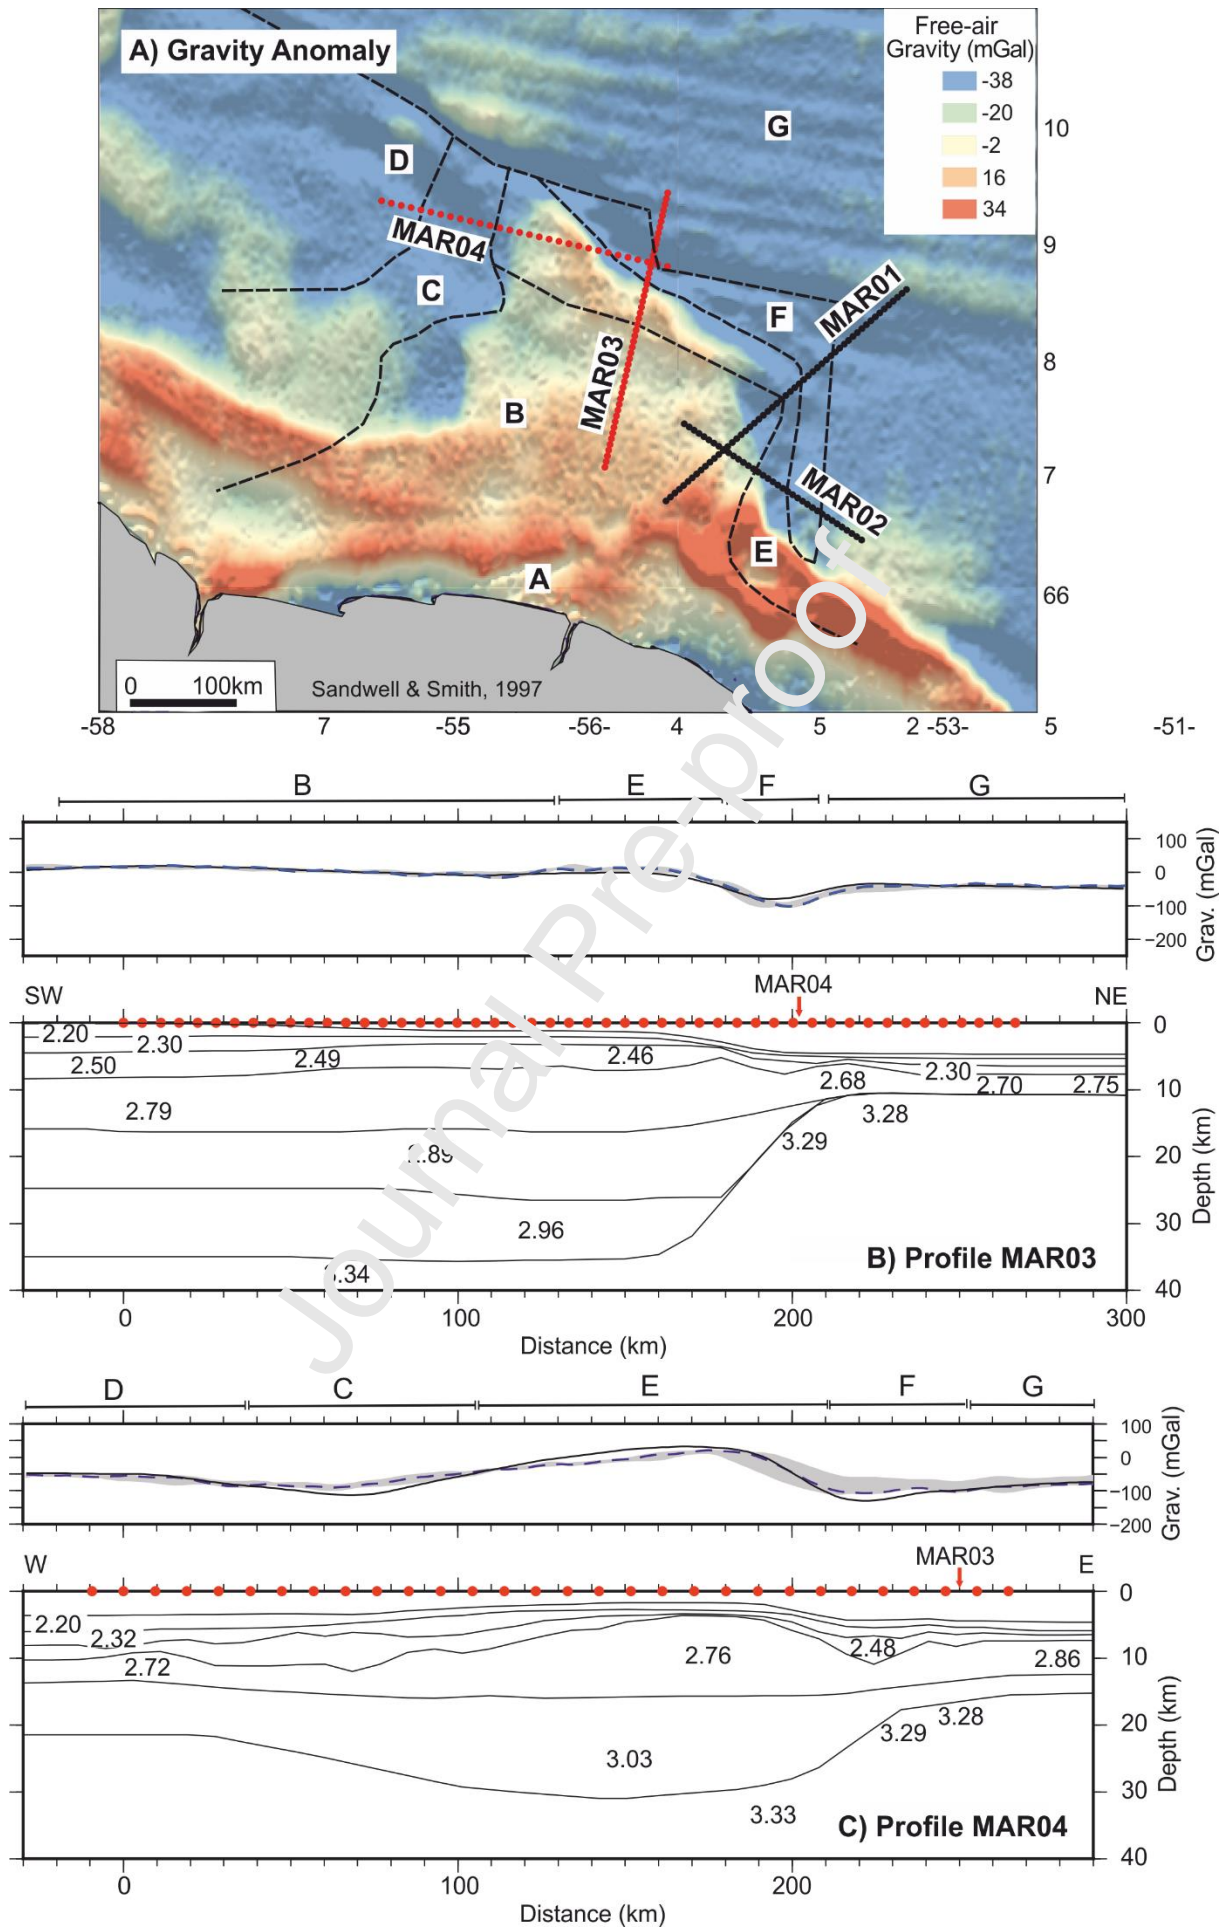 A) Gravity Anomaly
Free-air
Gravity (mGal)
-38
-20
-2
16
34
G
D
MAR04
C
F
MAR01
B
MAR03
MAR02
E
A
10
9
8
7
66
0 100km
Sandwell & Smith, 1997
-58 7 -55 -56- 4 5 2 -53- 5 -51-
Journal Pre-proof
B E F G
100
0
-100
-200
Grav. (mGal)
SW MAR04 NE
2.20 2.30 2.49 2.46
2.50 2.68 2.30
2.70 2.75
2.79 3.28
3.29
2.96
0
10
20
30
40
Depth (km)
B) Profile MAR03
0 100 200 300
Distance (km)
D C E F G
100
0
-100
-200
Grav. (mGal)
W MAR03 E
2.20
2.32 2.48
2.72 2.76 2.86
3.28
3.29
3.03
3.33
0
10
20
30
40
Depth (km)
C) Profile MAR04
0 100 200
Distance (km)